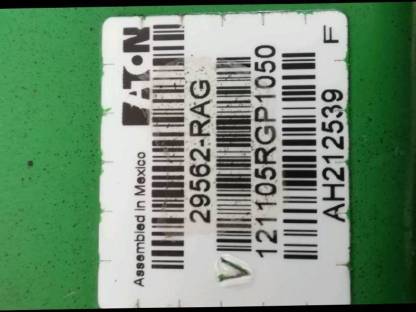 EATON
Assembled in Mexico
29562-RAG
121105RGP1050
AH212539 F
V